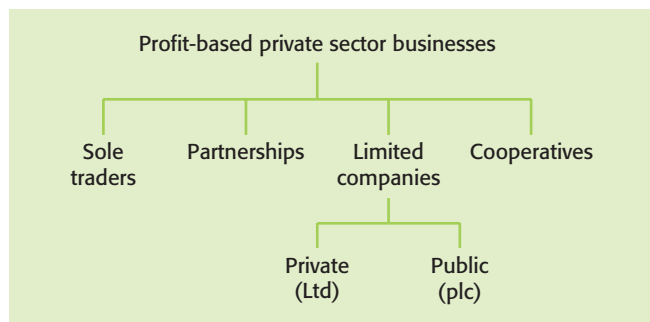 Profit-based private sector businesses
Sole
traders
Partnerships
Limited
companies
Cooperatives
Private
(Ltd)
Public
(plc)